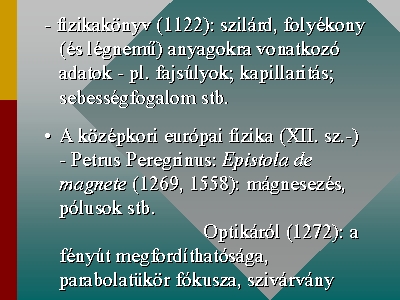 - fizikakönyv (1122): szilárd, folyékony
(és légnemű) anyagokra vonatkozó
adatok - pl. fajsúlyok; kapillaritás;
sebességfogalom stb.
• A középkori európai fizika (XII. sz.-)
- Petrus Peregrinus: Epistola de
magnete (1269, 1558): mágnesezés,
pólusok stb.
Optikáról (1272): a
fényút megfordíthatósága,
parabolatükör fókusza, szivárvány